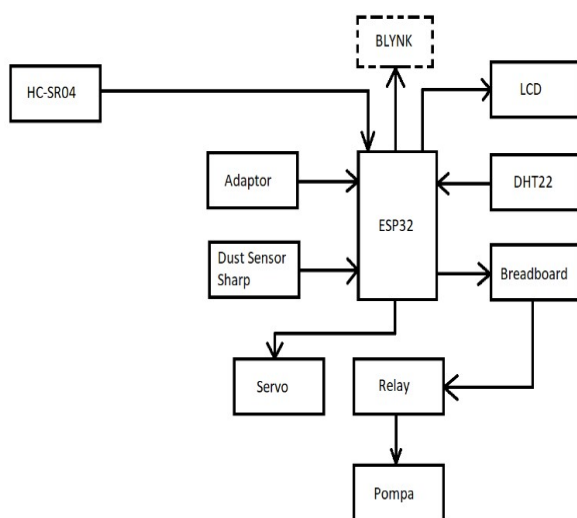 BLYNK
HC-SR04
LCD
Adaptor
DHT22
ESP32
Dust Sensor
Sharp
Breadboard
Servo
Relay
Pompa